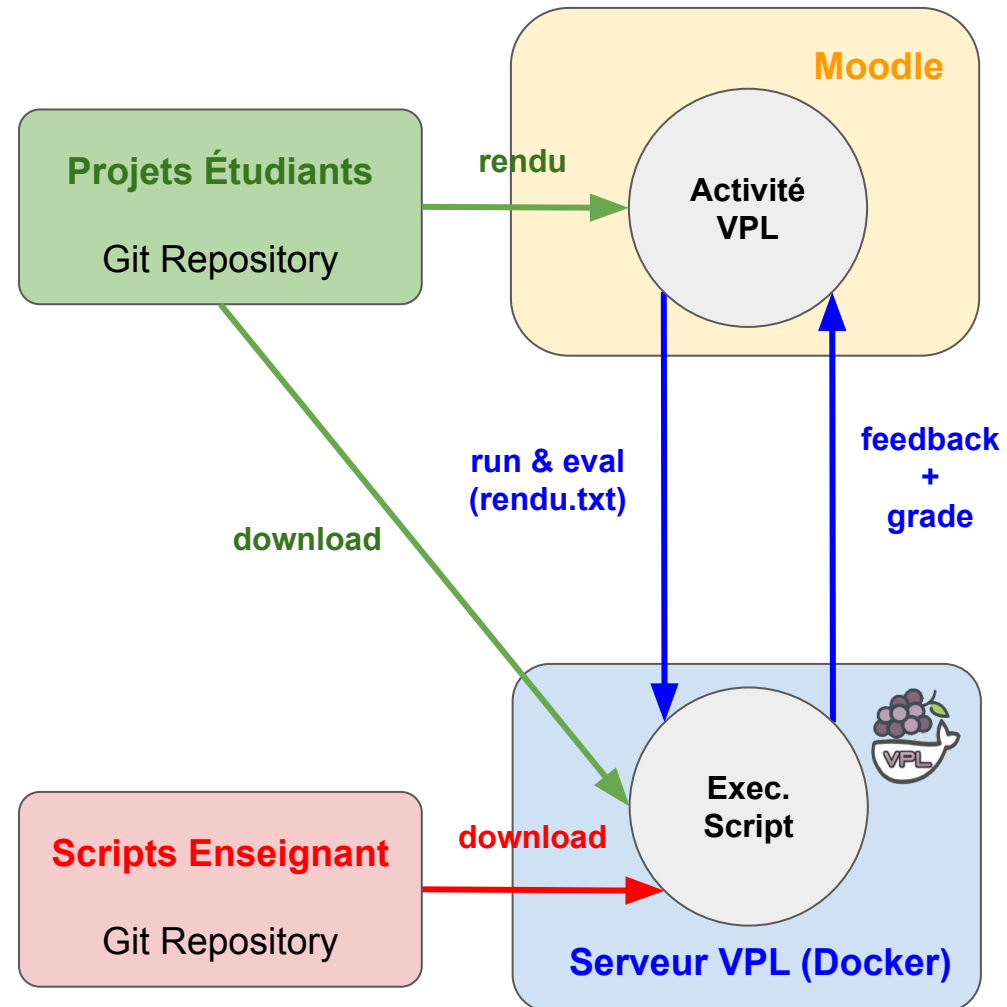 Moodle
Projets Étudiants
Git Repository
rendu
Activité
VPL
run & eval
(rendu.txt)
feedback
+
grade
download
VPL
Exec.
Script
Scripts Enseignant
Git Repository
download
Serveur VPL (Docker)